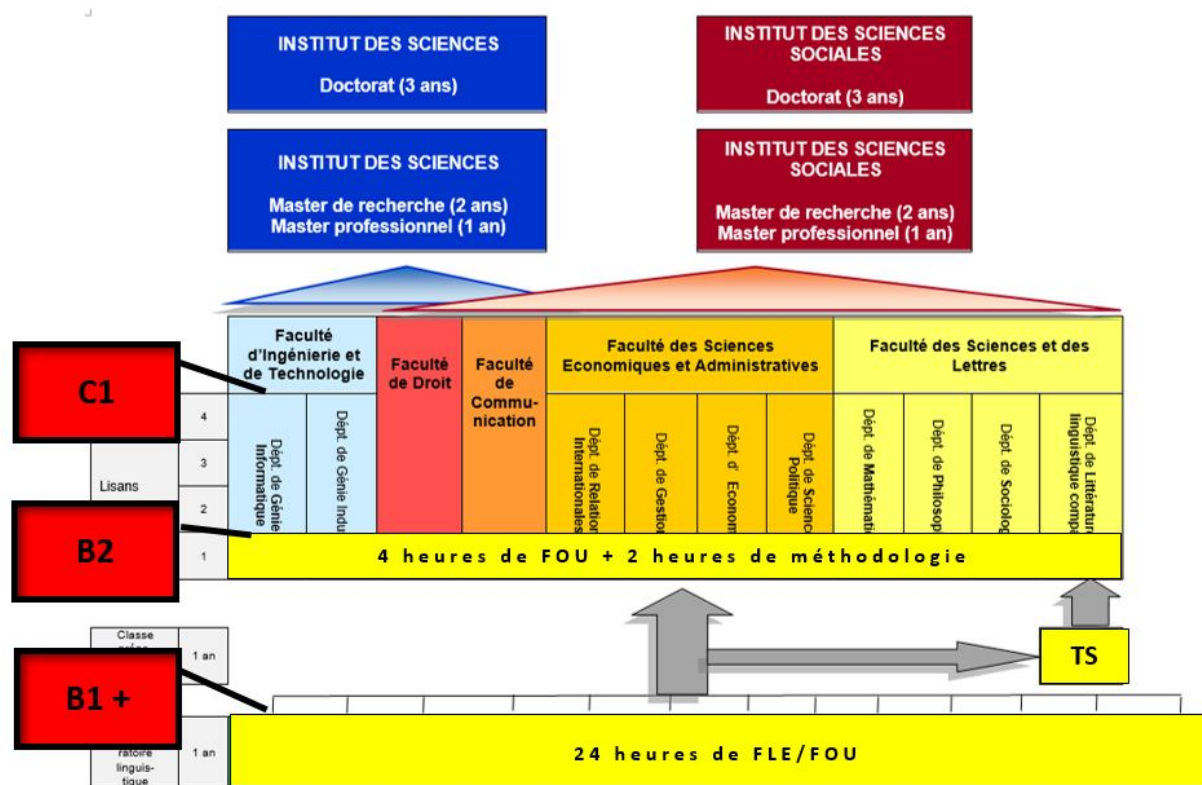 INSTITUT DES SCIENCES
Doctorat (3 ans)
INSTITUT DES SCIENCES
SOCIALES
Doctorat (3 ans)
INSTITUT DES SCIENCES
Master de recherche (2 ans)
Master professionnel (1 an)
INSTITUT DES SCIENCES
SOCIALES
Master de recherche (2 ans)
Master professionnel (1 an)
Faculté
d'Ingénierie et
de Technologie
Faculté
de Droit
Faculté
de
Commu-
nication
Faculté des Sciences
Economiques et Administratives
Faculté des Sciences et des
Lettres
C1
4
3
Lisans
2
1
B2
Dépt. de Génie
Informatique
Dépt. de Génie Indu
Dépt. de Relation
Internationales
Dépt. de Gestion
Dépt. d' Econom
Dépt. de Science
Politique
Dépt. de Mathémati
Dépt. de Philosop
Dépt. de Sociolog
Dépt. de Littérature
linguistique compa
4 heures de FOU + 2 heures de méthodologie
Classe
1 an
TS
B1 +
ratoire
linguis-
tique
1 an
24 heures de FLE/FOU